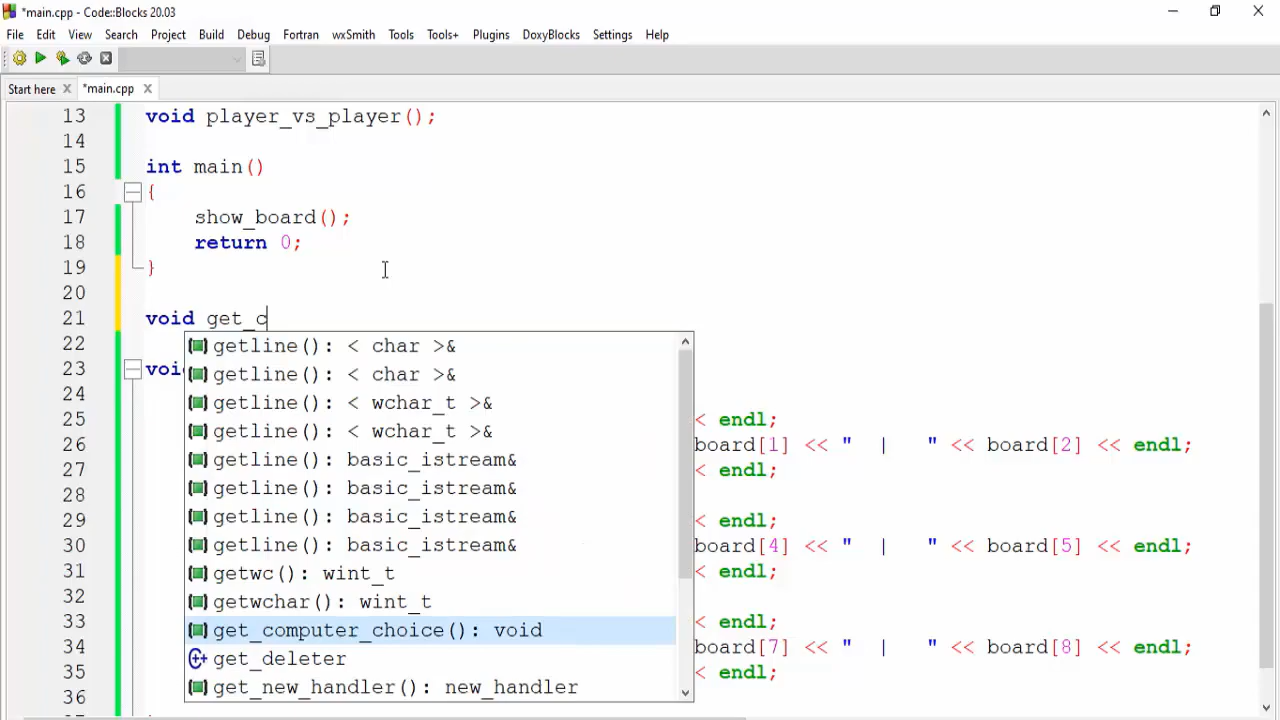 *main.cpp - Code::Blocks 20.03
File Edit View Search Project Build Debug Fortran wxSmith Tools Tools+ Plugins DoxyBlocks Settings Help
Start here *main.cpp
13 void player_vs_player();
14
15 int main()
16 {
17 show_board();
18 return 0;
19 }
20
21 void get_c
22 getline(): < char >&
23 voi getline(): < char >&
24 getline(): < wchar_t >&
25 getline(): < wchar_t >& < endl;
26 getline(): basic_istream& board[1] << " | " << board[2] << endl;
27 getline(): basic_istream& < endl;
28 getline(): basic_istream&
29 getline(): basic_istream& < endl;
30 board[4] << " | " << board[5] << endl;
31 getwc(): wint_t < endl;
32 getwchar(): wint_t
33 get_computer_choice(): void < endl;
34 get_deleter board[7] << " | " << board[8] << endl;
35 get_new_handler(): new_handler < endl;
36